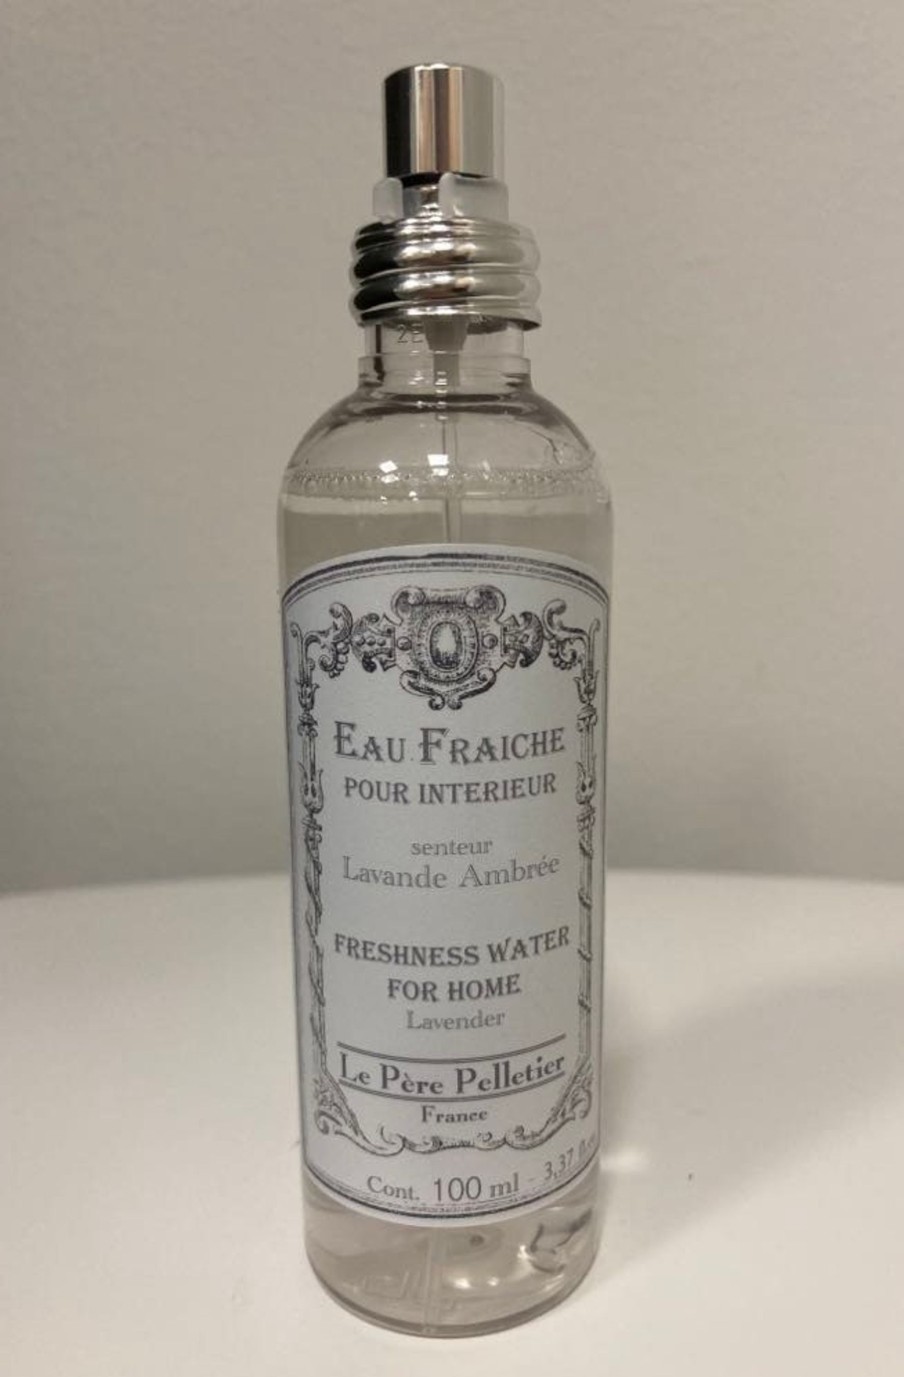 EAU FRAICHE
POUR INTERIEUR
senteur
Lavande Ambrée
FRESHNESS WATER
FOR HOME
Lavender
Le Père Pelletier
France
Cont. 100 ml - 3,37